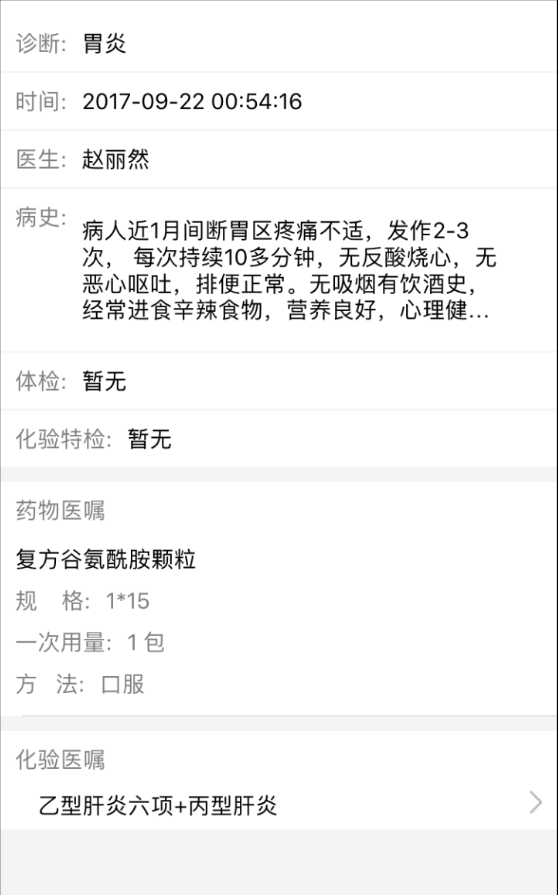 诊断: 胃炎
时间: 2017-09-22 00:54:16
医生: 赵丽然
病史: 病人近1月间断胃区疼痛不适，发作2-3
次， 每次持续10多分钟，无反酸烧心，无
恶心呕吐，排便正常。无吸烟有饮酒史，
经常进食辛辣食物，营养良好，心理健...
体检: 暂无
化验特检: 暂无
药物医嘱
复方谷氨酰胺颗粒
规 格: 1*15
一次用量: 1 包
方 法: 口服
化验医嘱
乙型肝炎六项+丙型肝炎